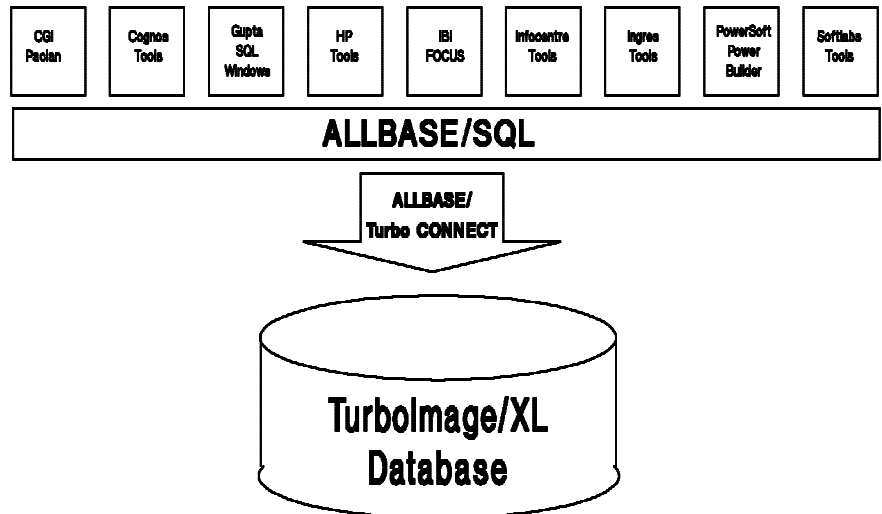 CGI
Paclan
Cognos
Tools
Gupta
SQL
Windows
HP
Tools
IBI
FOCUS
Infocentre
Tools
Ingres
Tools
PowerSoft
Power
Builder
Softlabs
Tools
ALLBASE/SQL
ALLBASE/
Turbo CONNECT
TurboImage/XL
Database